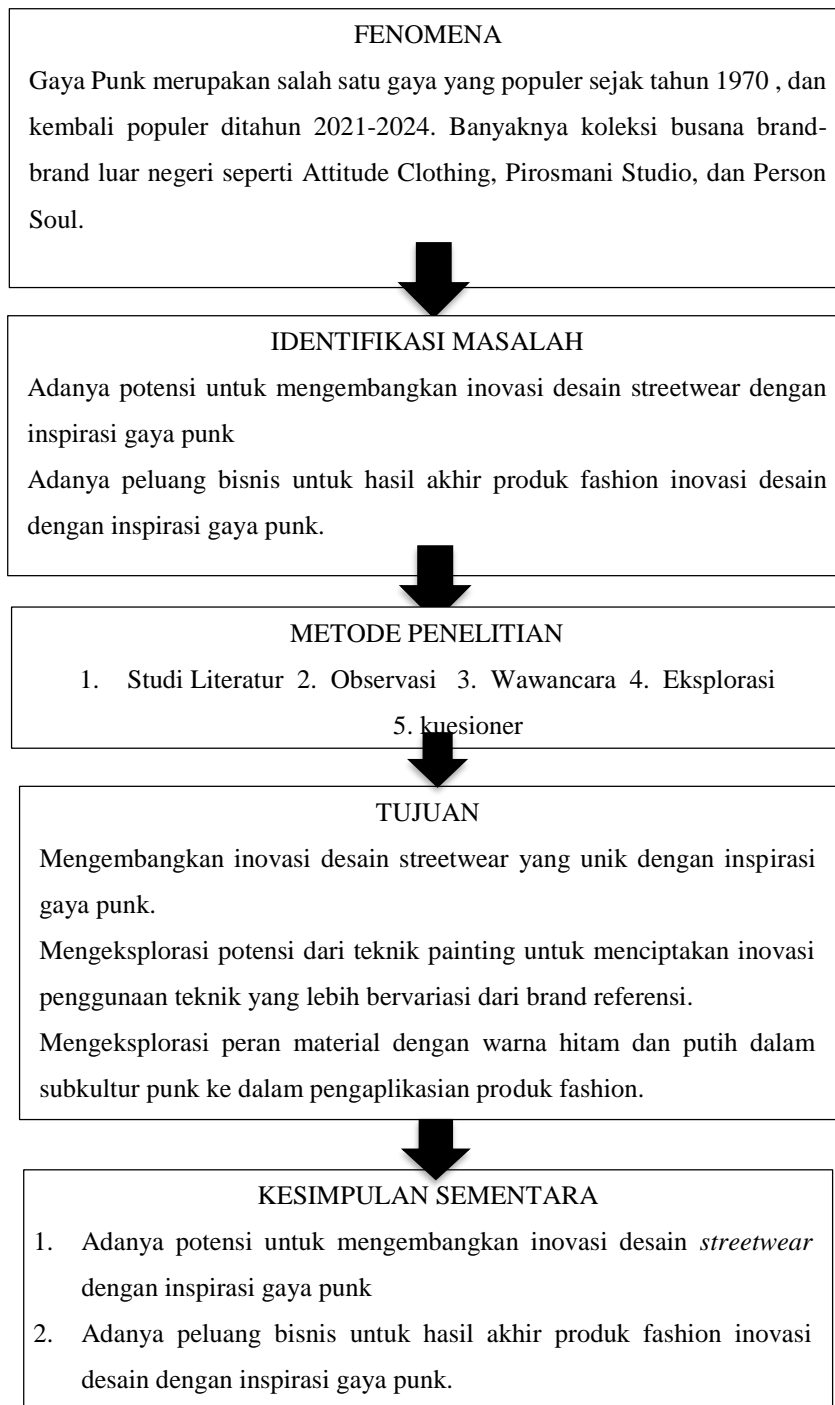 FENOMENA
Gaya Punk merupakan salah satu gaya yang populer sejak tahun 1970 , dan
kembali populer ditahun 2021-2024. Banyaknya koleksi busana brand-
brand luar negeri seperti Attitude Clothing, Pirosmani Studio, dan Person
Soul.
IDENTIFIKASI MASALAH
Adanya potensi untuk mengembangkan inovasi desain streetwear dengan
inspirasi gaya punk
Adanya peluang bisnis untuk hasil akhir produk fashion inovasi desain
dengan inspirasi gaya punk.
METODE PENELITIAN
1. Studi Literatur 2. Observasi 3. Wawancara 4. Eksplorasi
5. kuesioner
TUJUAN
Mengembangkan inovasi desain streetwear yang unik dengan inspirasi
gaya punk.
Mengeksplorasi potensi dari teknik painting untuk menciptakan inovasi
penggunaan teknik yang lebih bervariasi dari brand referensi.
Mengeksplorasi peran material dengan warna hitam dan putih dalam
subkultur punk ke dalam pengaplikasian produk fashion.
KESIMPULAN SEMENTARA
1. Adanya potensi untuk mengembangkan inovasi desain streetwear
dengan inspirasi gaya punk
2. Adanya peluang bisnis untuk hasil akhir produk fashion inovasi
desain dengan inspirasi gaya punk.